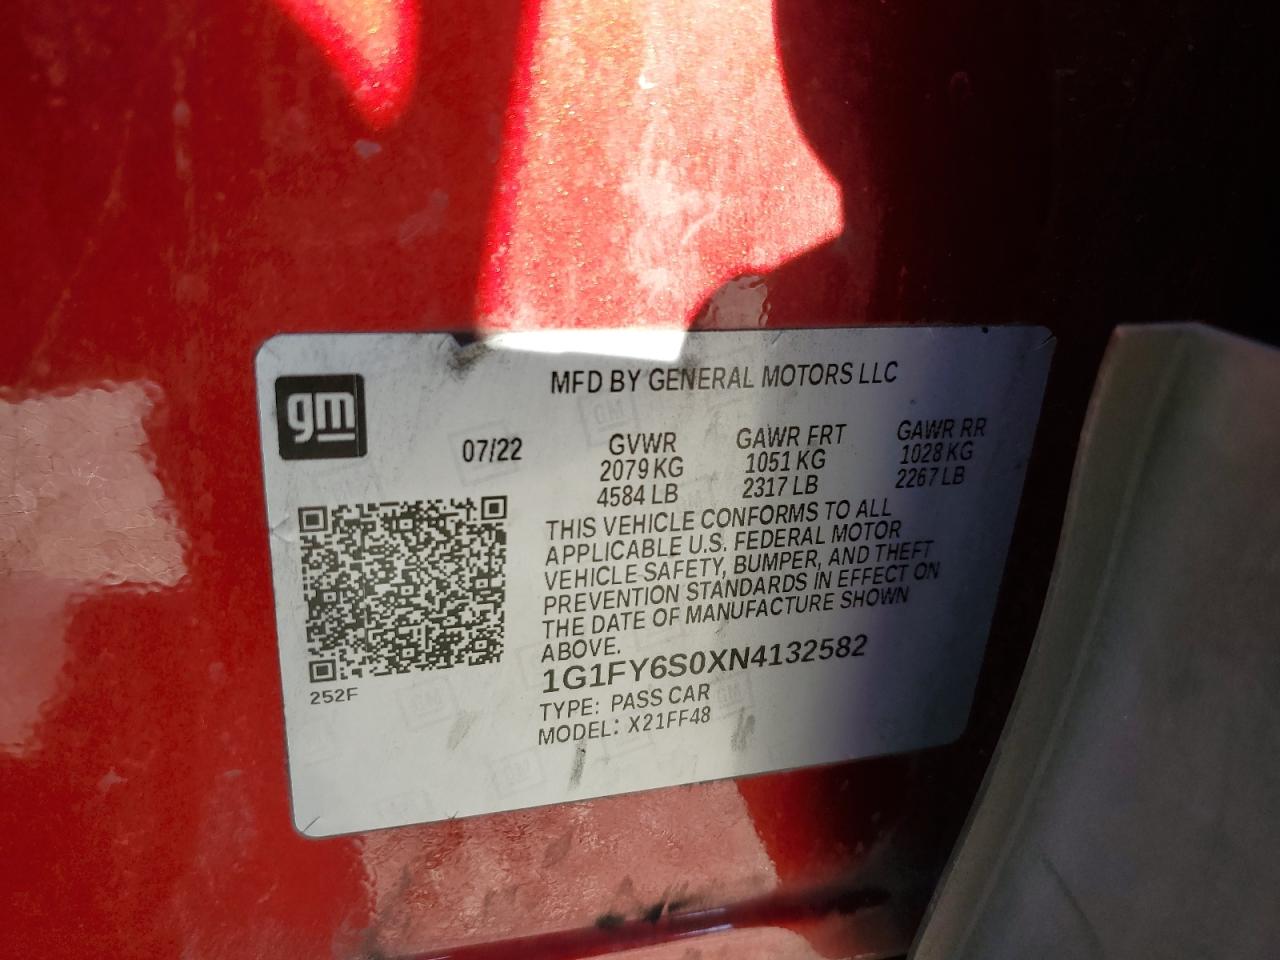 gm
MFD BY GENERAL MOTORS LLC
07/22
GVWR
2079 KG
4584 LB
GAWR FRT
1051 KG
2317 LB
GAWR RR
1028 KG
2267 LB
THIS VEHICLE CONFORMS TO ALL
APPLICABLE U.S. FEDERAL MOTOR
VEHICLE SAFETY, BUMPER, AND THEFT
PREVENTION STANDARDS IN EFFECT ON
THE DATE OF MANUFACTURE SHOWN
ABOVE.
1G1FY6S0XN4132582
TYPE: PASS CAR
MODEL: X21FF48
252F